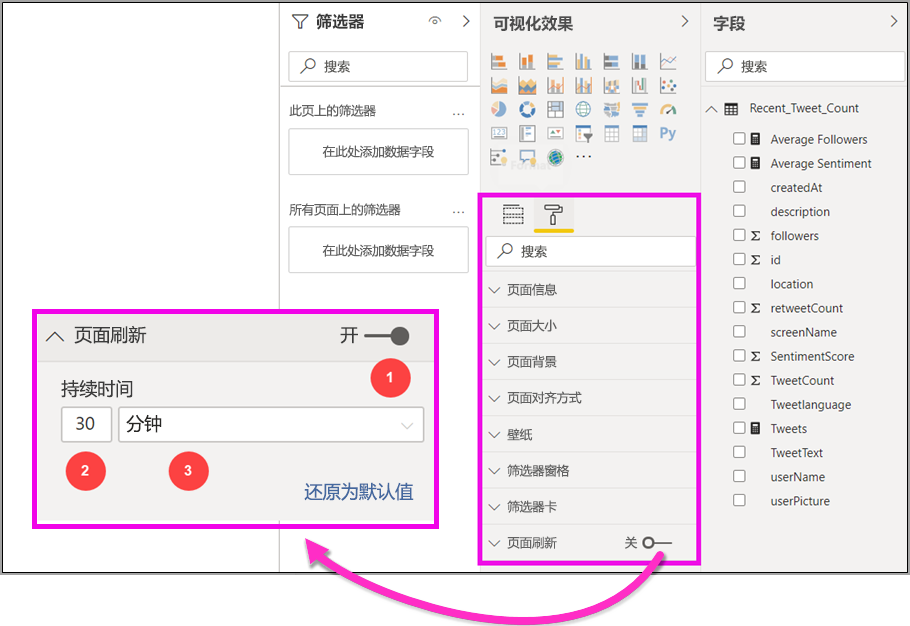 筛选器
搜索
此页上的筛选器
...
在此处添加数据字段
所有页面上的筛选器
...
在此处添加数据字段
页面刷新
开
1
持续时间
30
分钟
2
3
还原为默认值
可视化效果
123
Py
...
Format
搜索
页面信息
页面大小
页面背景
页面对齐方式
壁纸
筛选器窗格
筛选器卡
页面刷新
关
字段
搜索
Recent_Tweet_Count
Average Followers
Average Sentiment
createdAt
description
Σ followers
Σ id
location
Σ retweetCount
screenName
Σ SentimentScore
Σ TweetCount
Tweetlanguage
Tweets
TweetText
userName
userPicture